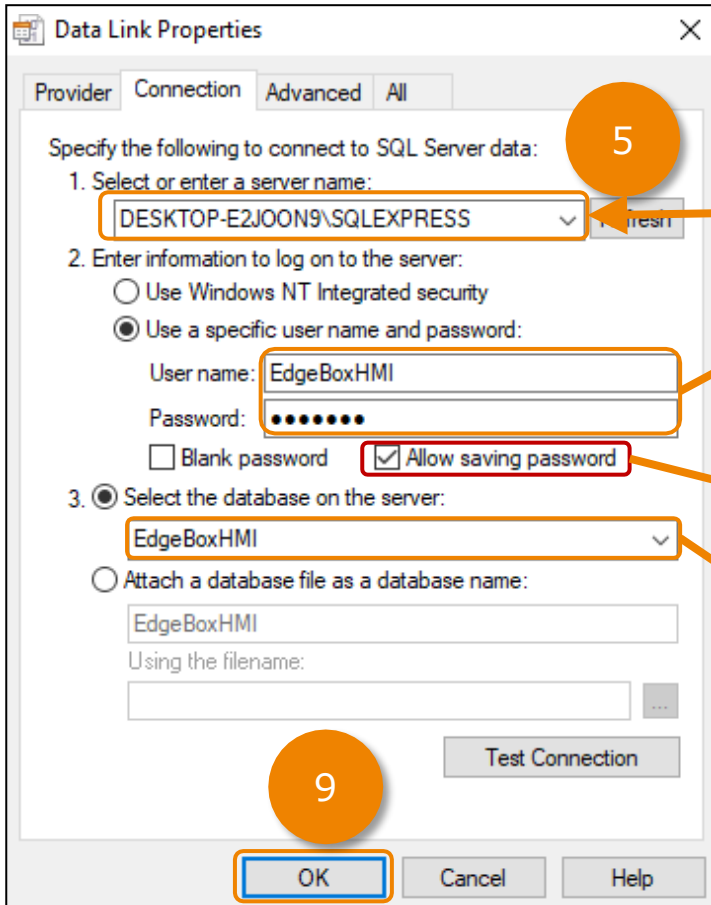 Data Link Properties
Provider Connection Advanced All
5
Specify the following to connect to SQL Server data:
1. Select or enter a server name:
DESKTOP-E2JOON9\SQLEXPRESS
2. Enter information to log on to the server:
Use Windows NT Integrated security
Use a specific user name and password:
User name: EdgeBoxHMI
Password: ●●●●●●●
Blank password Allow saving password
3. Select the database on the server:
EdgeBoxHMI
Attach a database file as a database name:
EdgeBoxHMI
Using the filename:
...
Test Connection
9
OK Cancel Help